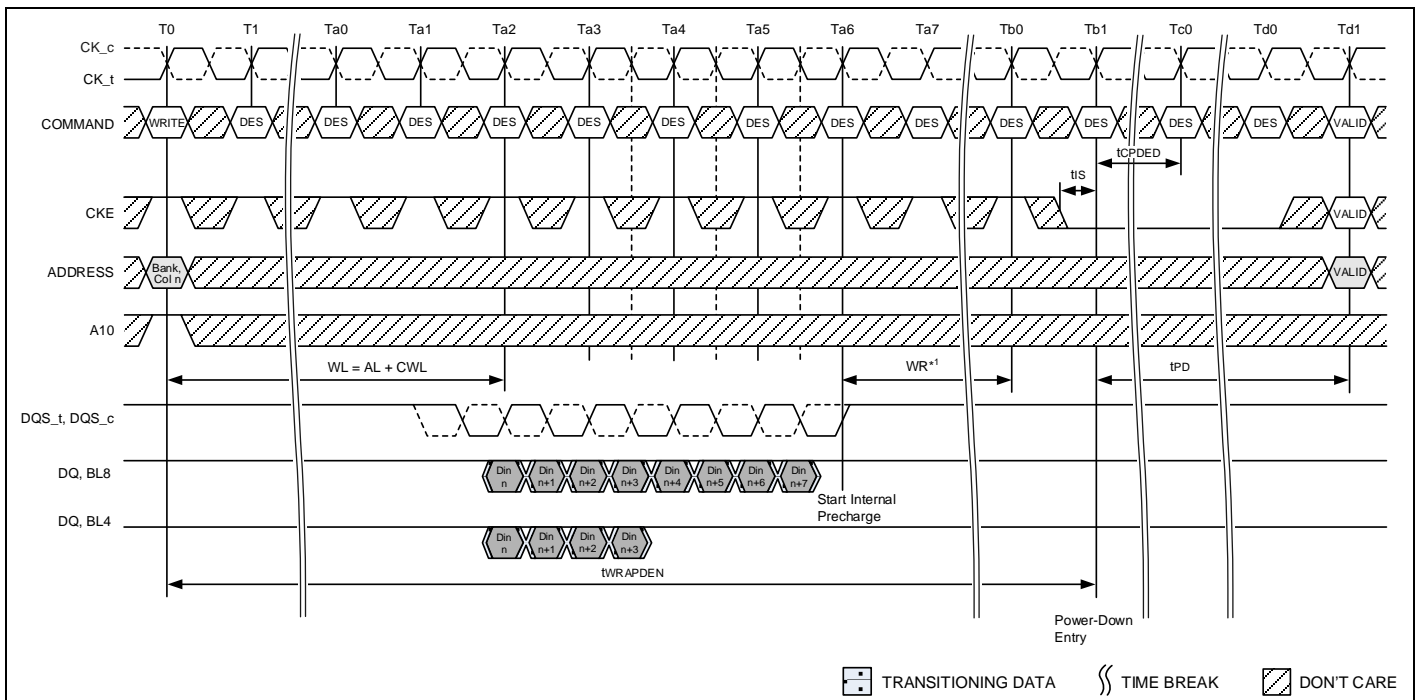 T0 T1 Ta0 Ta1 Ta2 Ta3 Ta4 Ta5 Ta6 Ta7 Tb0 Tb1 Tc0 Td0 Td1
CK_c
CK_t
COMMAND WRITE DES DES DES DES DES DES DES DES DES DES DES DES DES VALID
tCPDED
tIS
CKE VALID
ADDRESS Bank, Col n VALID
A10
WL = AL + CWL WR*1 tPD
DQS_t, DQS_c
DQ, BL8 Din n Din n+1 Din n+2 Din n+3 Din n+4 Din n+5 Din n+6 Din n+7
Start Internal
Precharge
DQ, BL4 Din n Din n+1 Din n+2 Din n+3
tWRAPDEN
Power-Down
Entry
TRANSITIONING DATA TIME BREAK DON'T CARE